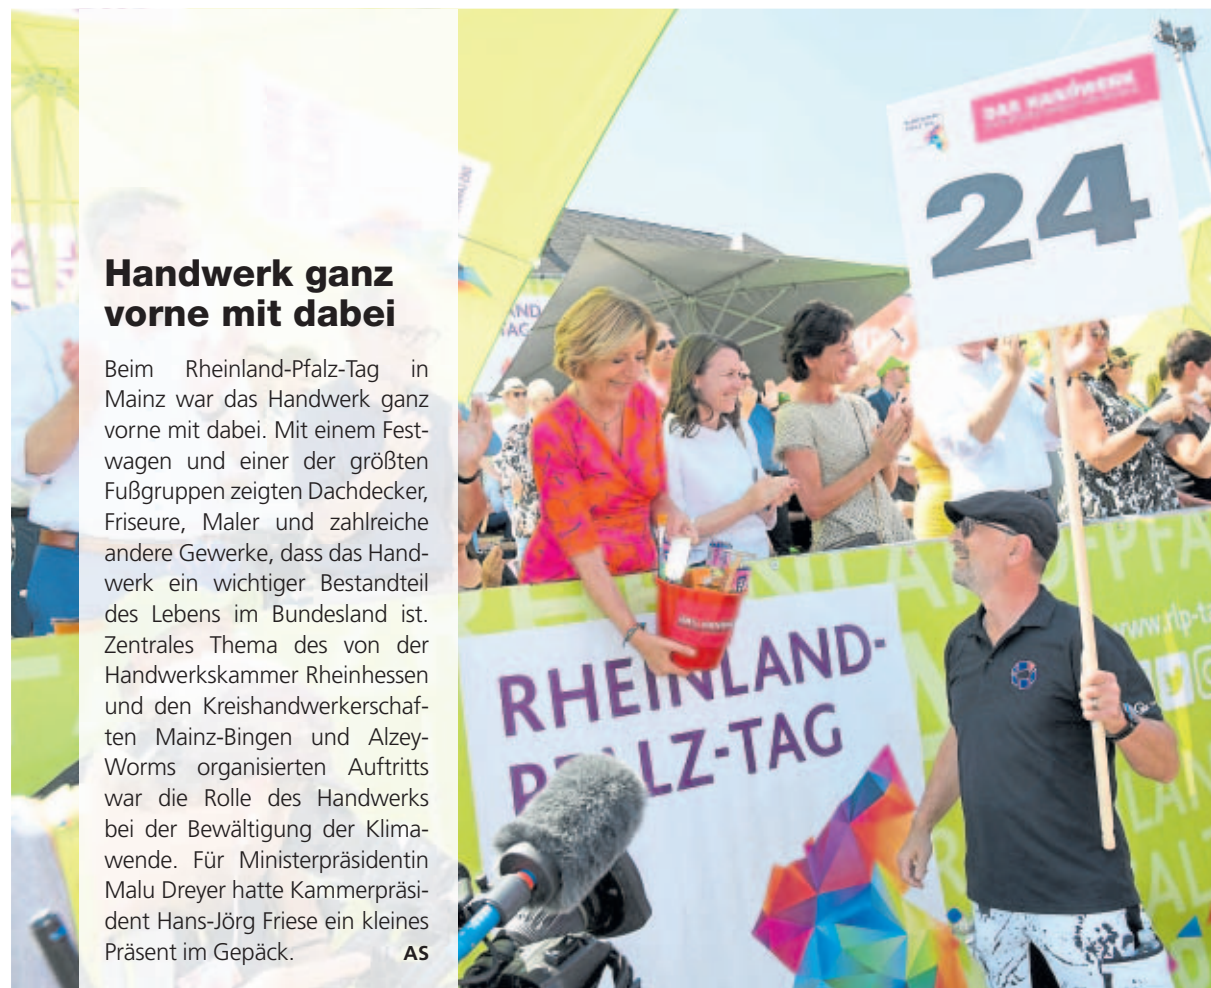 Handwerk ganz
vorne mit dabei
Beim Rheinland-Pfalz-Tag in
Mainz war das Handwerk ganz
vorne mit dabei. Mit einem Fest-
wagen und einer der größten
Fußgruppen zeigten Dachdecker,
Friseure, Maler und zahlreiche
andere Gewerke, dass das Hand-
werk ein wichtiger Bestandteil
des Lebens im Bundesland ist.
Zentrales Thema des von der
Handwerkskammer Rheinhessen
und den Kreishandwerkerschaf-
ten Mainz-Bingen und Alzey-
Worms organisierten Auftritts
war die Rolle des Handwerks
bei der Bewältigung der Klima-
wende. Für Ministerpräsidentin
Malu Dreyer hatte Kammerpräsi-
dent Hans-Jörg Friese ein kleines
Präsent im Gepäck. AS
DAS HANDWERK
24
RHEINLAND-
PFALZ-TAG
www.rlp-ta